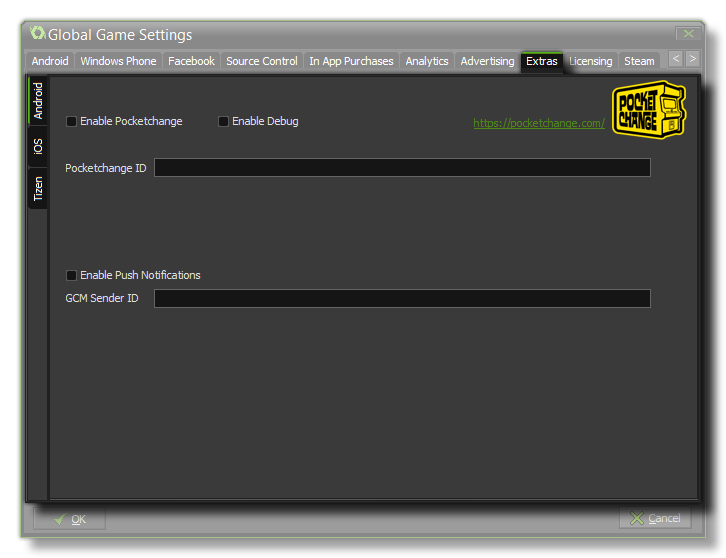 Global Game Settings
Android Windows Phone Facebook Source Control In App Purchases Analytics Advertising Extras Licensing Steam < >
Android
iOS
Tizen
Enable Pocketchange Enable Debug https://pocketchange.com/
POCKET
CHANGE
Pocketchange ID
Enable Push Notifications
GCM Sender ID
OK Cancel